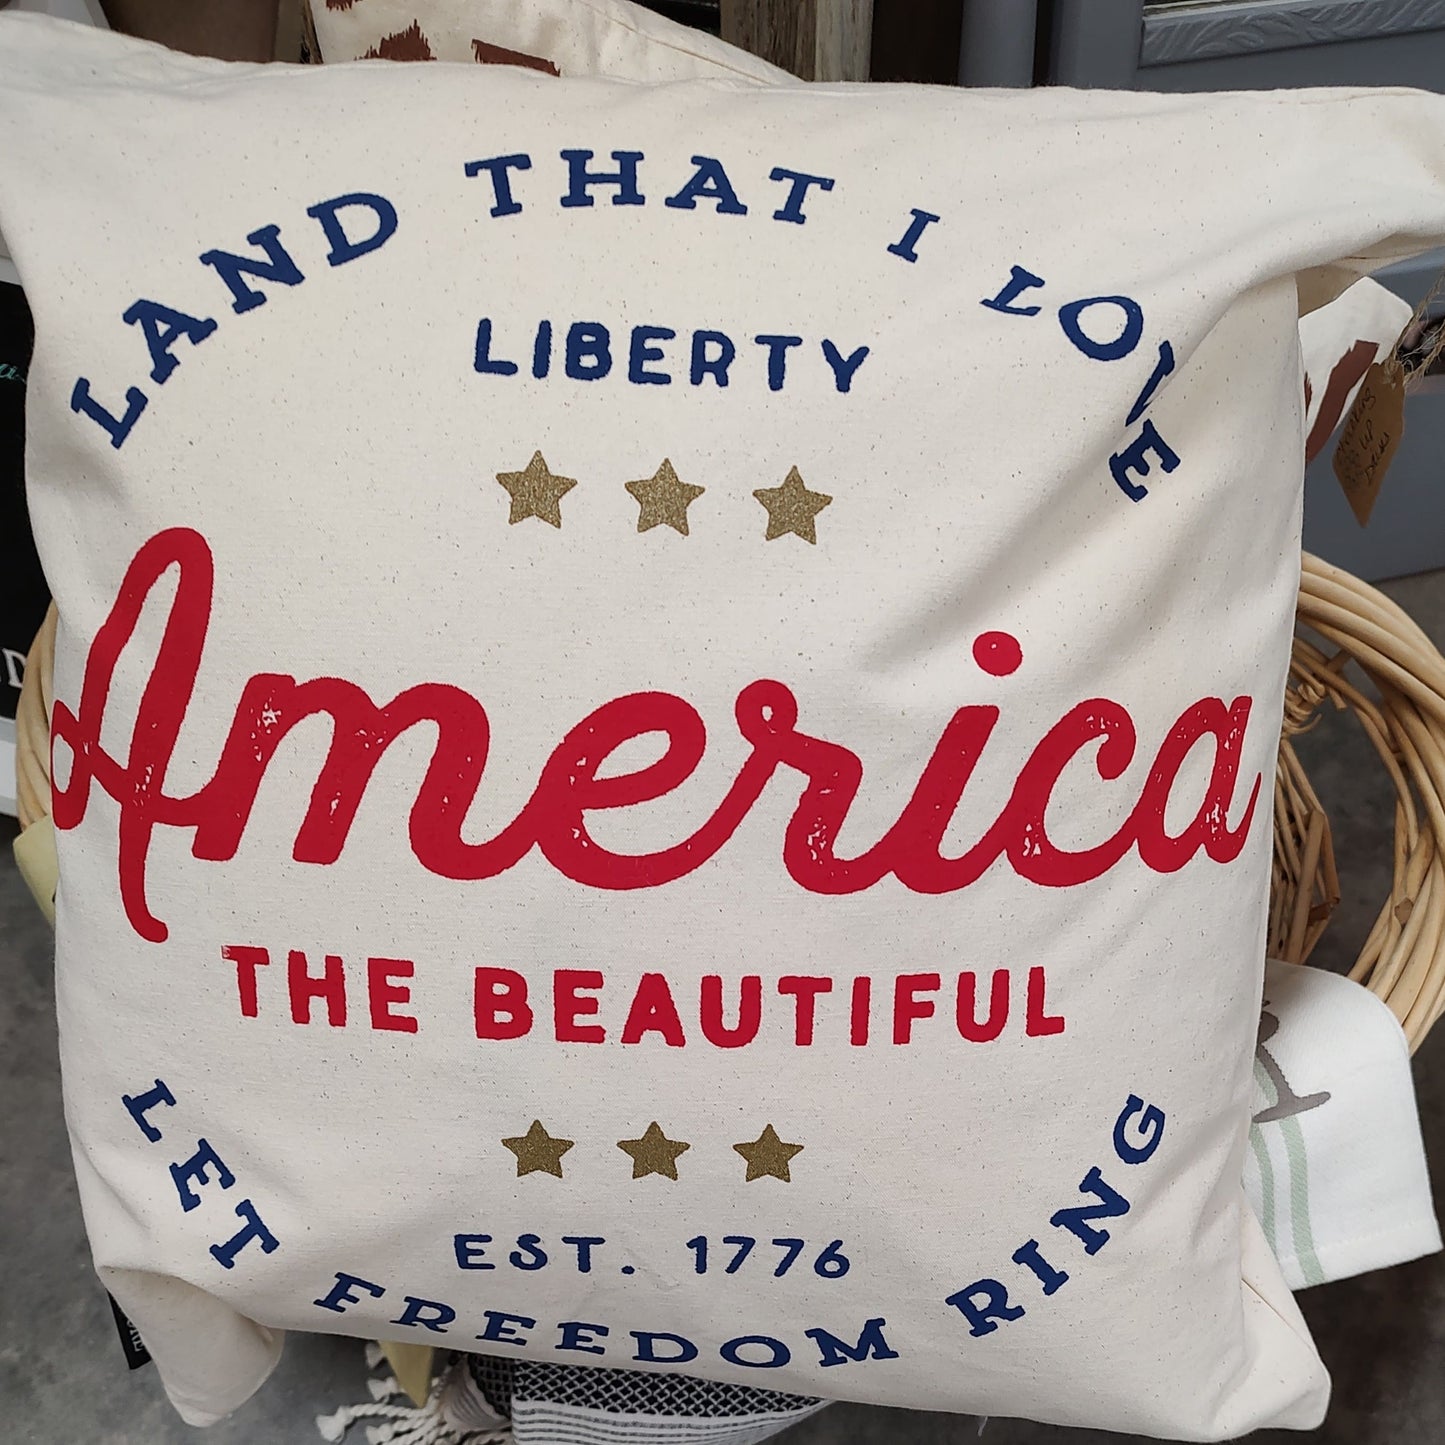 LAND THAT I LOVE
LIBERTY
America
THE BEAUTIFUL
EST. 1776
LET FREEDOM RING